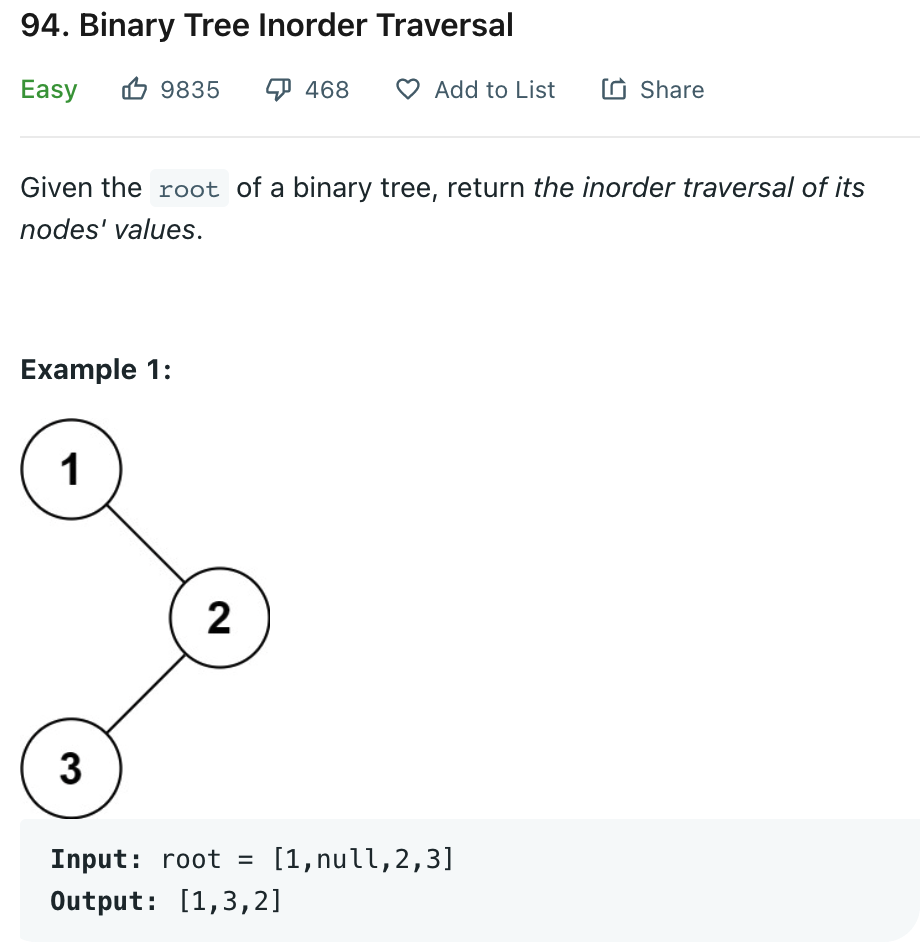 94. Binary Tree Inorder Traversal
Easy 9835 468 Add to List Share
Given the root of a binary tree, return the inorder traversal of its
nodes' values.
Example 1:
1
2
3
Input: root = [1,null,2,3]
Output: [1,3,2]